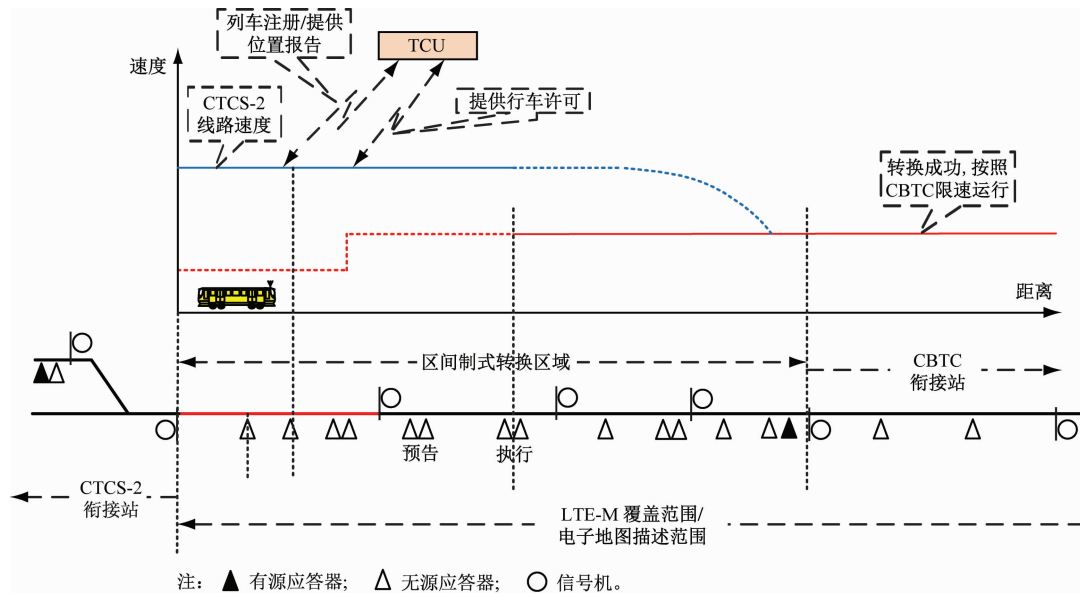 列车注册/提供
位置报告
TCU
速度
CTCS-2
线路速度
提供行车许可
转换成功, 按照
CBTC限速运行
距离
区间制式转换区域
CBTC
衔接站
预告
执行
CTCS-2
衔接站
LTE-M 覆盖范围/
电子地图描述范围
注: 有源应答器; 无源应答器; 信号机。